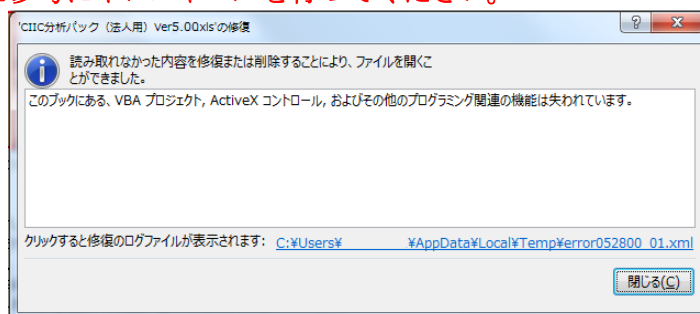 'CIIC分析パック（法人用）Ver5.00xls'の修復
読み取れなかった内容を修復または削除することにより、ファイルを開くこ
とができました。
このブックにある、VBA プロジェクト, ActiveX コントロール, およびその他のプログラミング関連の機能は失われています。
クリックすると修復のログファイルが表示されます: C:¥Users¥ ¥AppData¥Local¥Temp¥error052800_01.xml
閉じる(C)